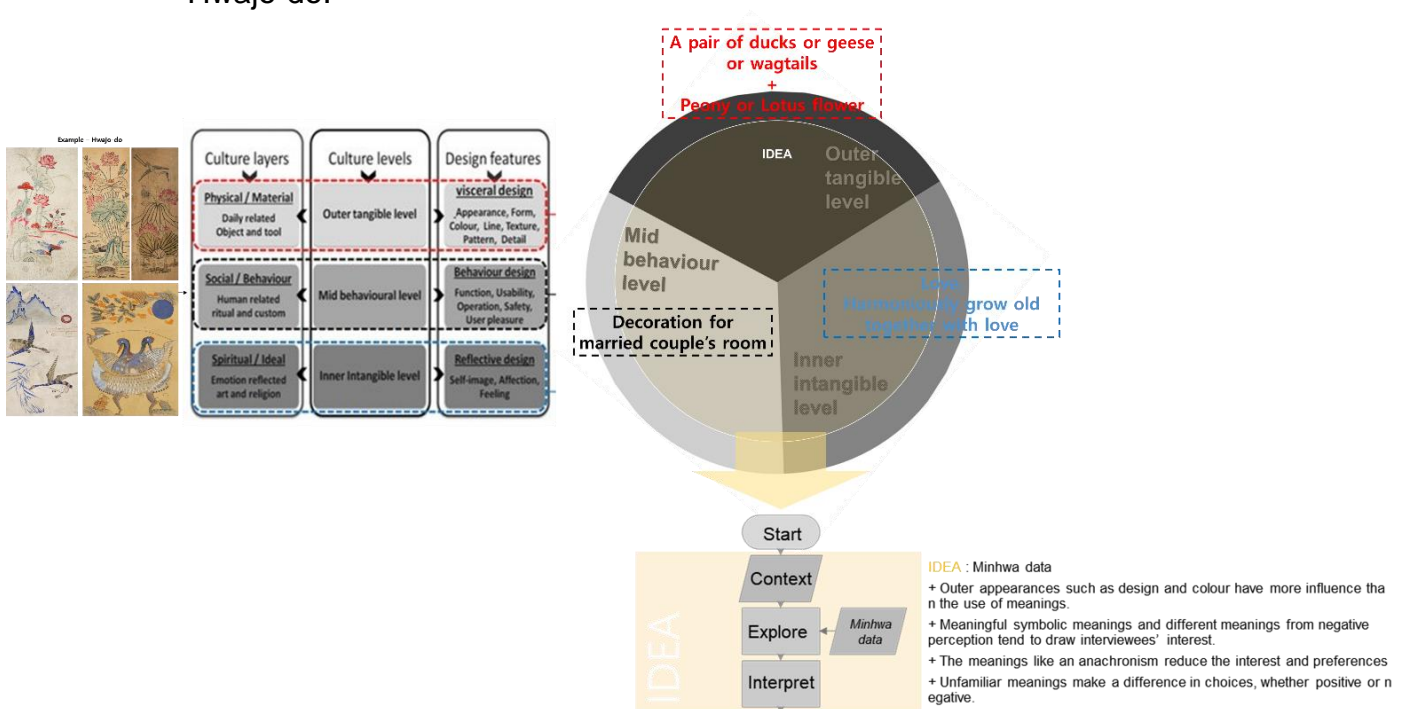 Hwajo do.
Example Hwajo do
Culture layers
Physical / Material
Daily related
Object and tool
Social / Behaviour
Human related
ritual and custom
Spiritual / Ideal
Emotion reflected
art and religion
Culture levels
Outer tangible level
Mid behavioural level
Inner Intangible level
Design features
visceral design
Appearance, Form,
Colour, Line, Texture,
Pattern, Detail
Behaviour design
Function, Usability,
Operation, Safety,
User pleasure
Reflective design
Self-image, Affection,
Feeling
A pair of ducks or geese
or wagtails
+
Peony or Lotus flower
IDEA
Outer
tangible
level
Mid
behaviour
level
Decoration for
married couple's room
Harmoniously grow old
together with love
Inner
intangible
level
Start
Context
Explore
Minhwa
data
Interpret
IDEA
IDEA : Minhwa data
+ Outer appearances such as design and colour have more influence tha
n the use of meanings.
+ Meaningful symbolic meanings and different meanings from negative
perception tend to draw interviewees' interest.
+ The meanings like an anachronism reduce the interest and preferences
+ Unfamiliar meanings make a difference in choices, whether positive or n
egative.